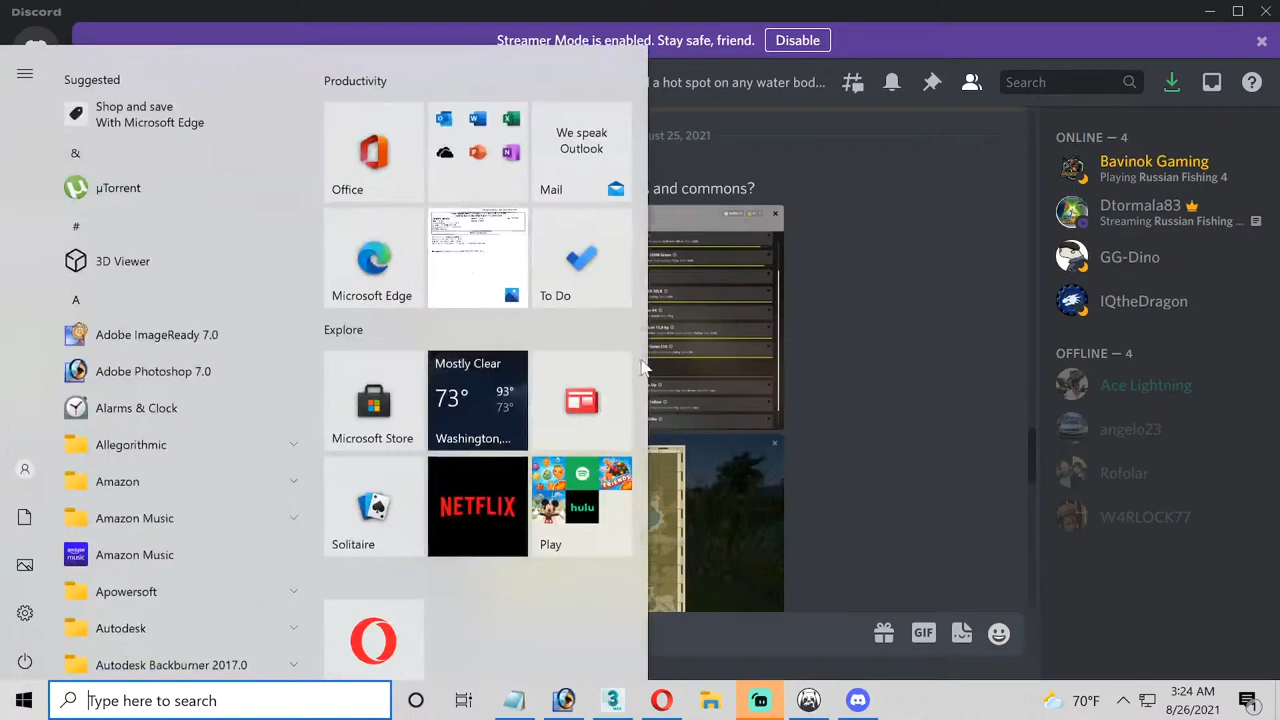 Discord
Streamer Mode is enabled. Stay safe, friend.
Disable
Suggested
Shop and save
With Microsoft Edge
&
µTorrent
#
3D Viewer
A
Adobe ImageReady 7.0
Adobe Photoshop 7.0
Alarms & Clock
Allegorithmic
Amazon
Amazon Music
Amazon Music
Apowersoft
Autodesk
Autodesk Backburner 2017.0
Productivity
Office
We speak
Outlook
Mail
Microsoft Edge
To Do
Explore
Microsoft Store
Mostly Clear
73° 93°
73°
Washington,...
Solitaire
NETFLIX
hulu
Play
a hot spot on any water bod...
Search
ust 25, 2021
and commons?
ONLINE — 4
Bavinok Gaming
Playing Russian Fishing 4
Dtormala83
Streaming Russian Fishing ...
GG-Dino
IQtheDragon
OFFLINE — 4
Lightning
angelo23
Rofolar
W4RLOCK77
GIF
Type here to search
70°F
3:24 AM
8/26/2021
1